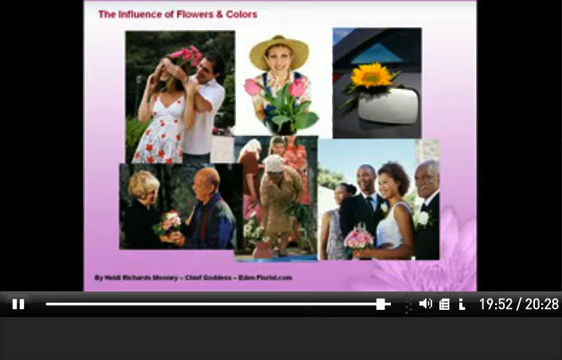 The Influence of Flowers & Colors
By Heidi Richards Mooney – Chief Goddess – Eden Florist.com
19:52 / 20:28